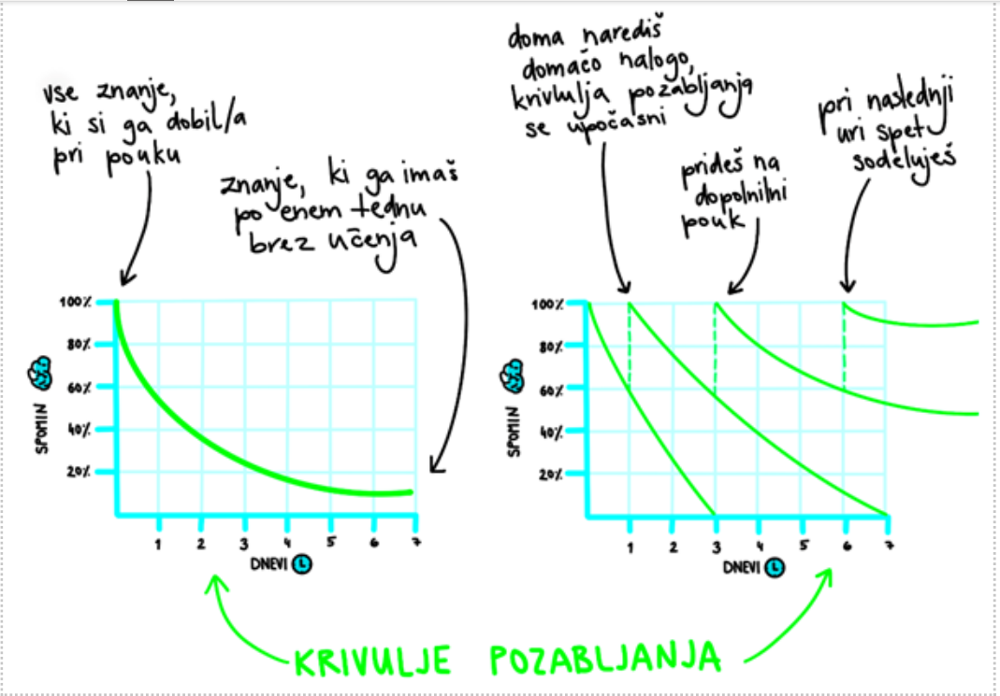 vse znanje,
ki si ga dobil/a
pri pouku
znanje, ki ga imaš
po enem tednu
brez učenja
100%
80%
60%
40%
20%
SPOMIN
1 2 3 4 5 6 7
DNEVI
doma narediš
domačo nalogo,
krivlulja pozabljanja
se upočasni
prideš na
dopolnilni
pouk
pri naslednji
uri spet
sodeluješ
100%
80%
60%
40%
20%
SPOMIN
1 2 3 4 5 6 7
DNEVI
KRIVULJE POZABLJANJA